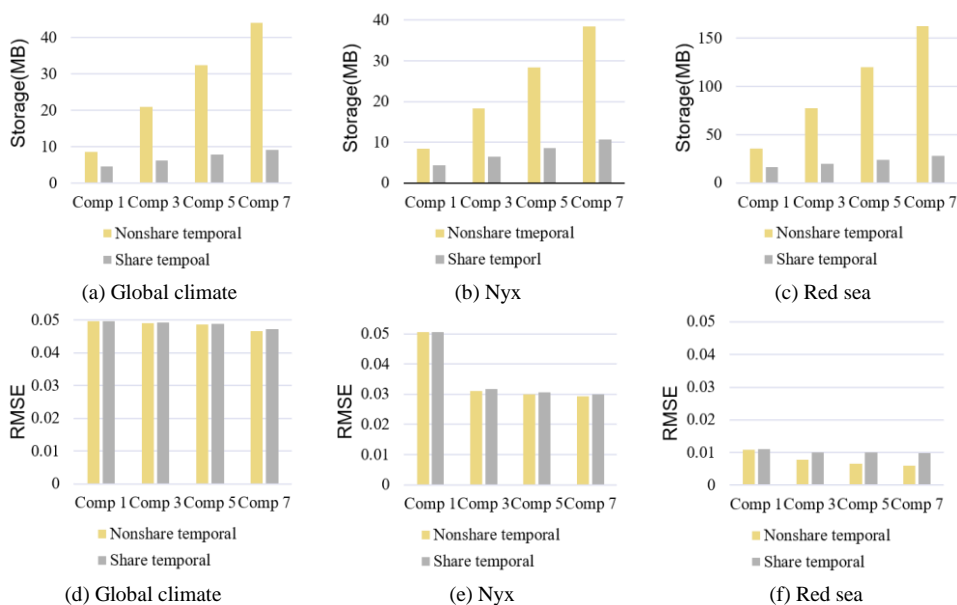 Storage(MB)
40
30
20
10
0
Comp 1 Comp 3 Comp 5 Comp 7
Nonshare temporal
Share tempoal
(a) Global climate
Storage(MB)
40
30
20
10
0
Comp 1 Comp 3 Comp 5 Comp 7
Nonshare tmeporal
Share temporl
(b) Nyx
Storage(MB)
150
100
50
0
Comp 1 Comp 3 Comp 5 Comp 7
Nonshare temporal
Share temporal
(c) Red sea
RMSE
0.05
0.04
0.03
0.02
0.01
0
Comp 1 Comp 3 Comp 5 Comp 7
Nonshare temporal
Share temporal
(d) Global climate
RMSE
0.05
0.04
0.03
0.02
0.01
0
Comp 1 Comp 3 Comp 5 Comp 7
Nonshare temporal
Share temporal
(e) Nyx
RMSE
0.05
0.04
0.03
0.02
0.01
0
Comp 1 Comp 3 Comp 5 Comp 7
Nonshare temporal
Share temporal
(f) Red sea